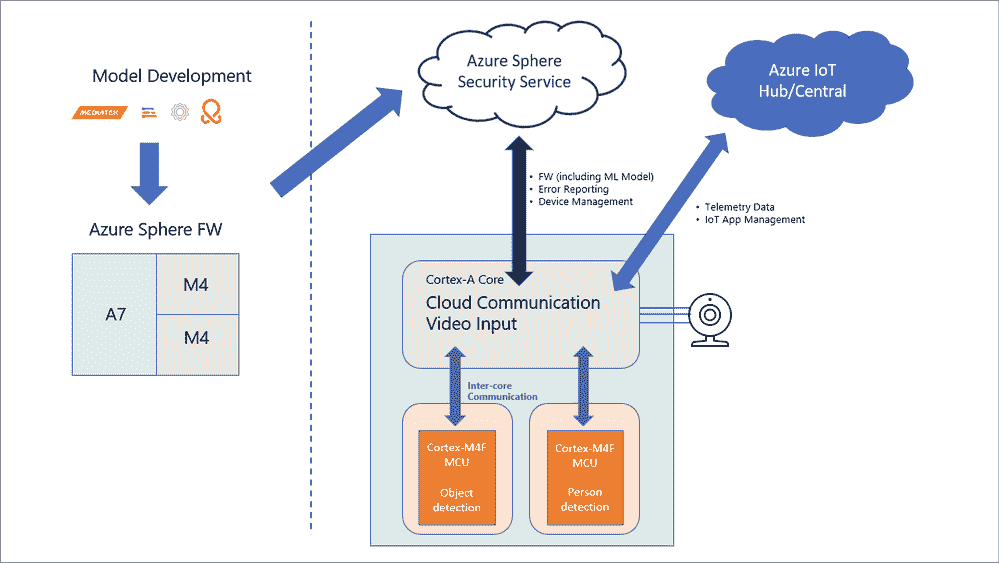 Model Development
MEDIATEK
Azure Sphere FW
A7
M4
M4
Azure Sphere
Security Service
Azure IoT
Hub/Central
• FW (including ML Model)
• Error Reporting
• Device Management
• Telemetry Data
• IoT App Management
Cortex-A Core
Cloud Communication
Video Input
Inter-core
Communication
Cortex-M4F
MCU
Object
detection
Cortex-M4F
MCU
Person
detection